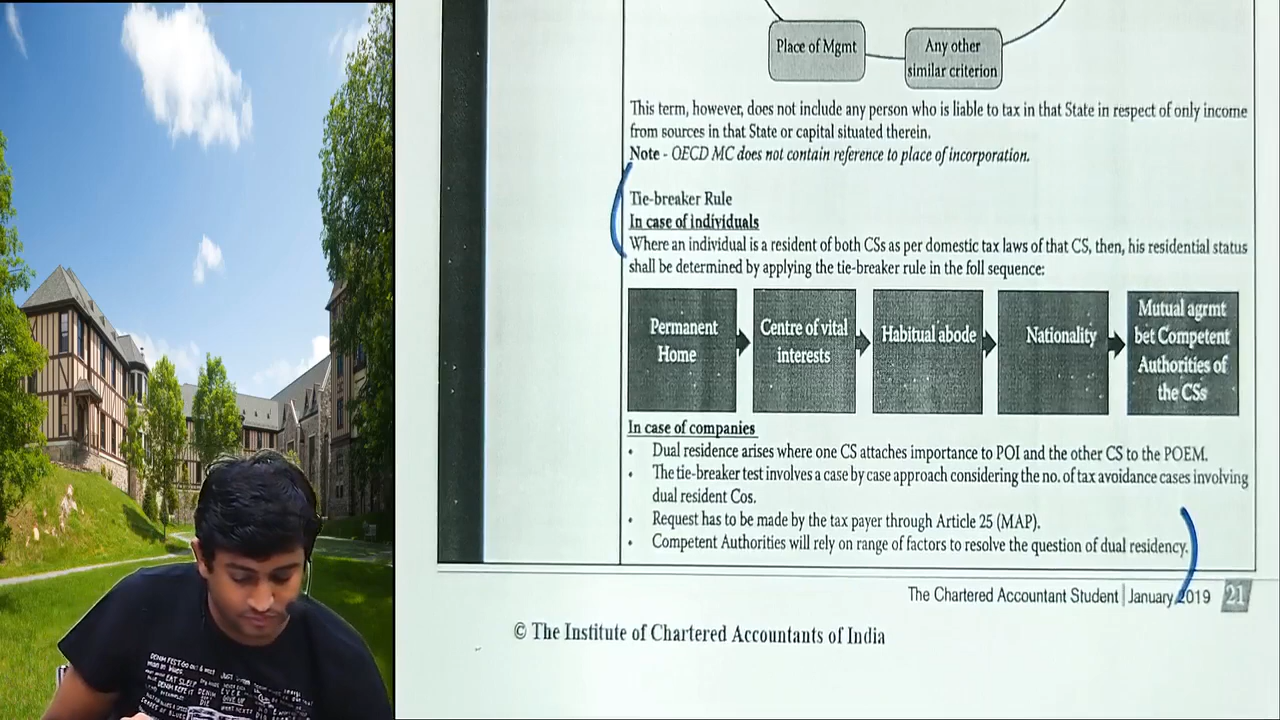 Place of Mgmt
Any other
similar criterion
This term, however, does not include any person who is liable to tax in that State in respect of only income
from sources in that State or capital situated therein.
Note - OECD MC does not contain reference to place of incorporation.
Tie-breaker Rule
In case of individuals
Where an individual is a resident of both CSs as per domestic tax laws of that CS, then, his residential status
shall be determined by applying the tie-breaker rule in the foll sequence:
Permanent
Home
Centre of vital
interests
Habitual abode
Nationality
Mutual agrmt
bet Competent
Authorities of
the CSs
In case of companies
• Dual residence arises where one CS attaches importance to POI and the other CS to the POEM.
• The tie-breaker test involves a case by case approach considering the no. of tax avoidance cases involving
dual resident Cos.
• Request has to be made by the tax payer through Article 25 (MAP).
• Competent Authorities will rely on range of factors to resolve the question of dual residency.
The Chartered Accountant Student | January 2019 21
© The Institute of Chartered Accountants of India